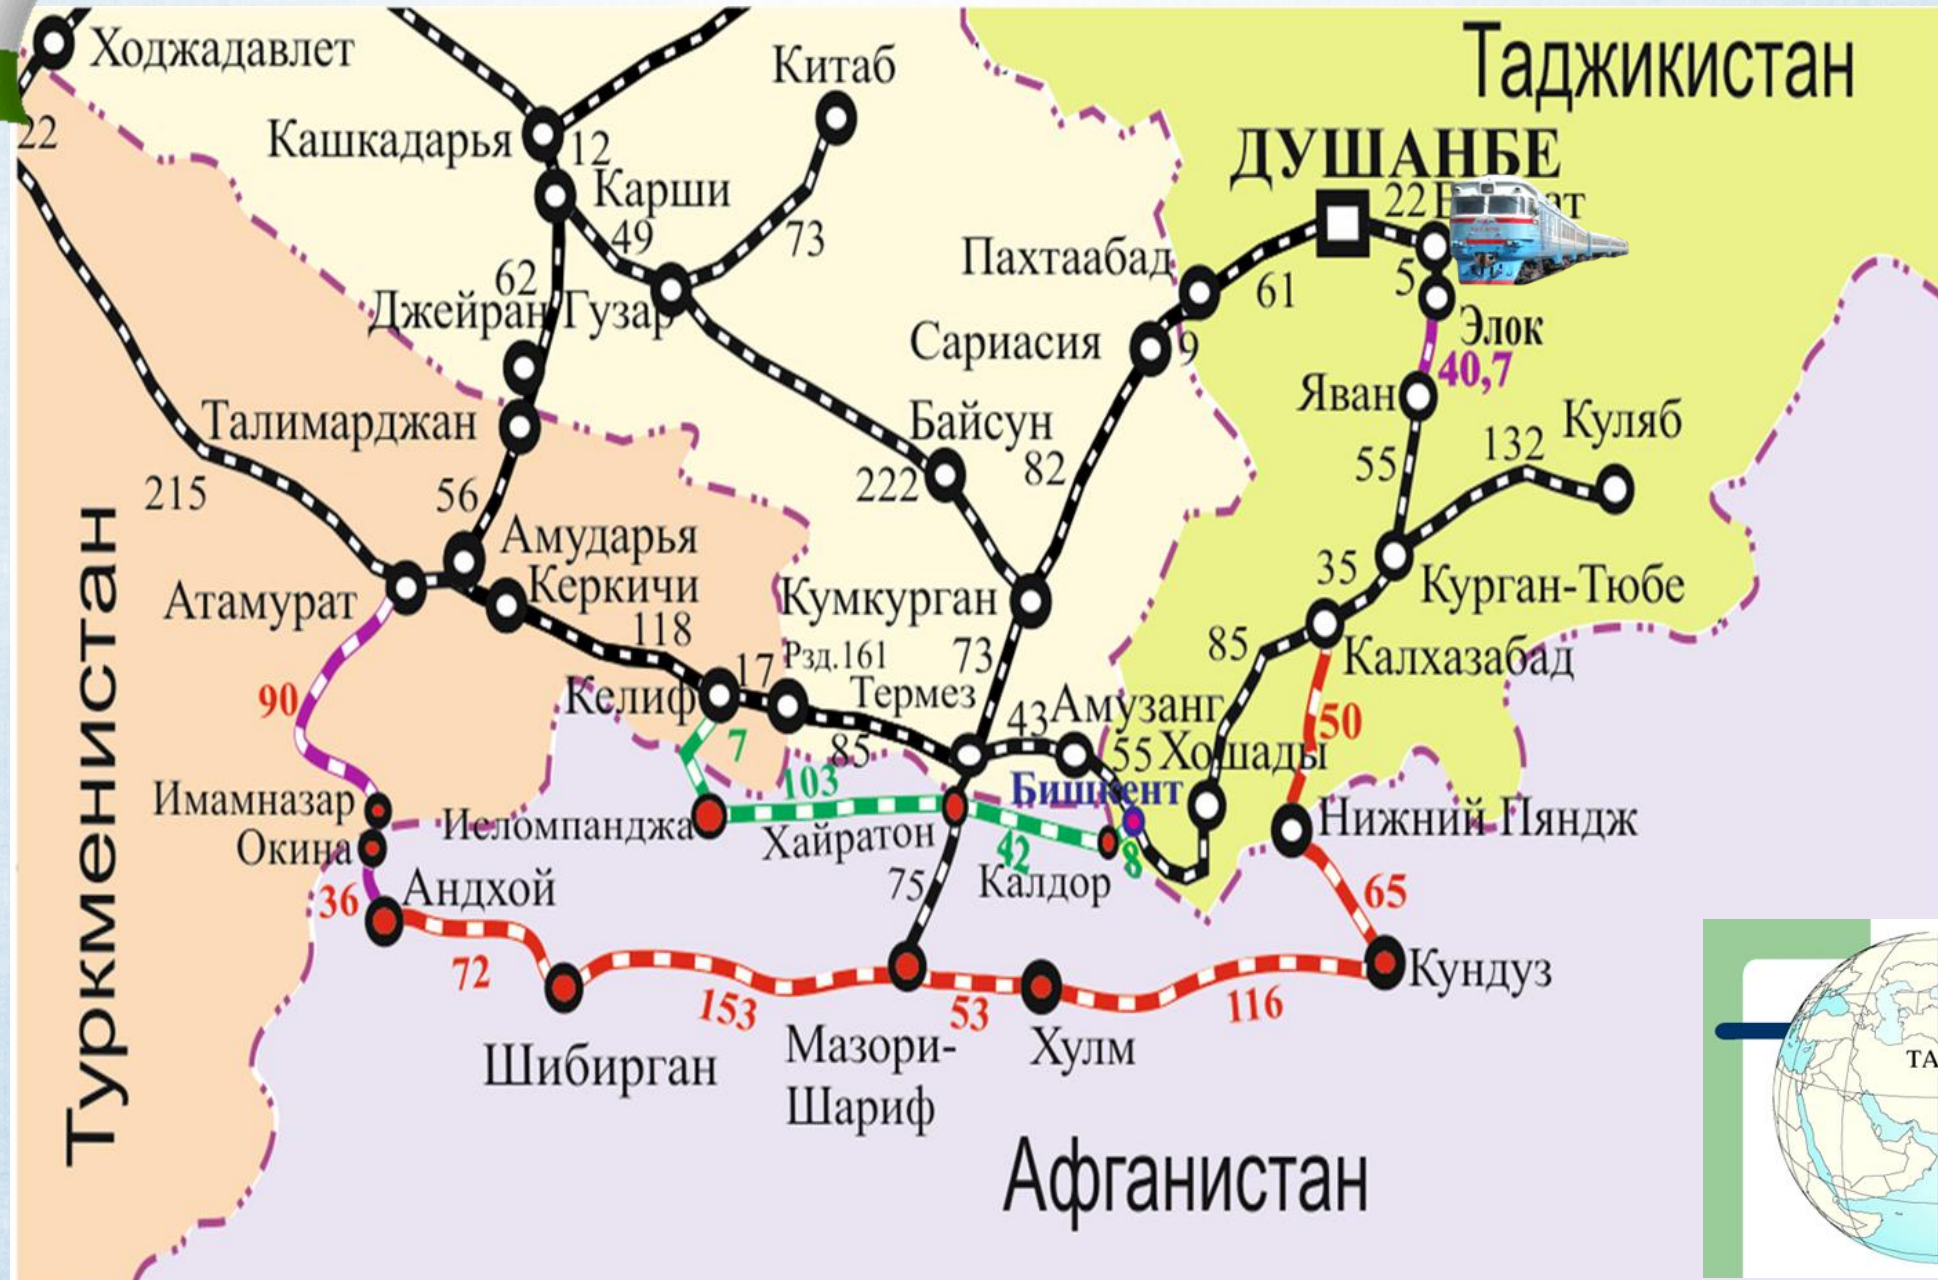 Ходжадавлет
Китаб
Таджикистан
22
Кашкадарья
12
ДУШАНБЕ
Карши
22
49
73
Пахтаабад
5
62
61
Джейран
Гузар
Элок
Сариасия
9
40,7
Яван
Талимарджан
Байсун
Куляб
132
82
55
215
56
222
Амударья
35
Керкичи
Курган-Тюбе
Атамурат
Кумкурган
118
85
17
Рзд.161
73
Калхазабад
Келиф
Термез
90
43
Амузанг
50
7
85
55
Хошады
103
Бишкент
Имамназар
Исломпанджа
Хайратон
Нижний Пяндж
Окина
42
8
75
Калдор
36
Андхой
65
72
Кундуз
153
53
116
Шибирган
Мазори-
Шариф
Хулм
Туркменистан
Афганистан